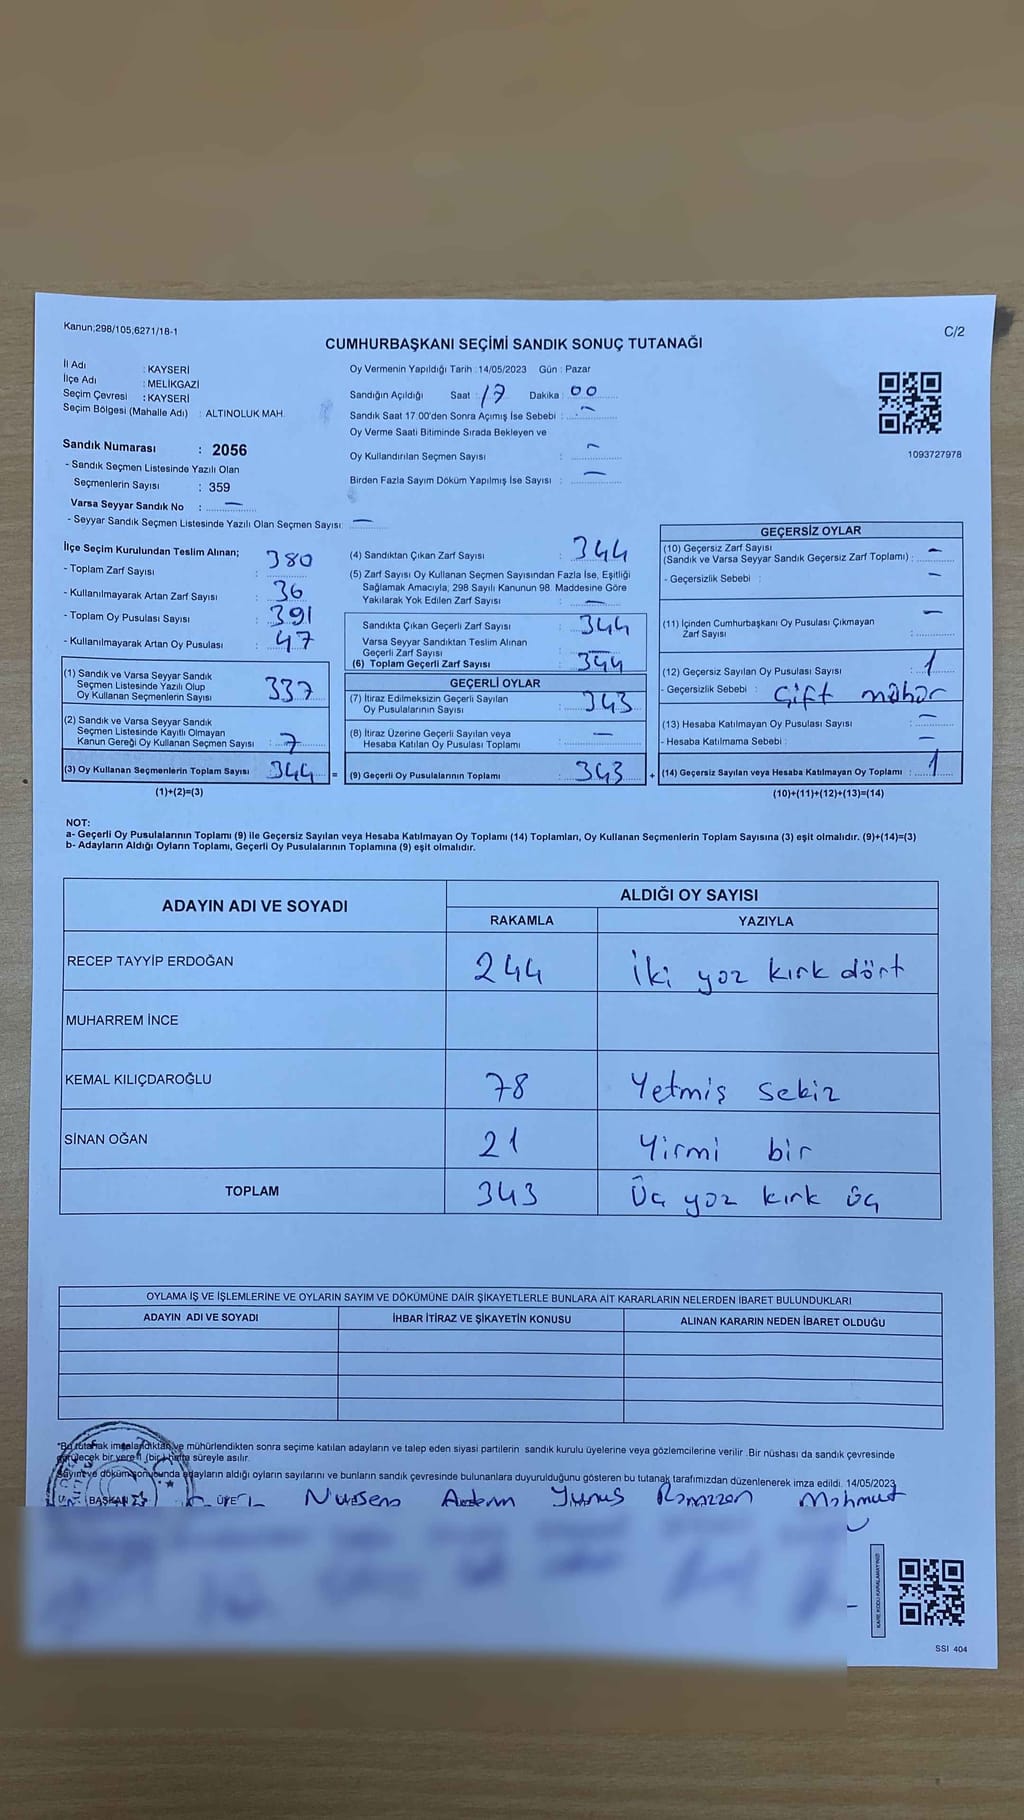 Kanun;298/105,6271/18-1
C/2
CUMHURBAŞKANI SEÇİMİ SANDIK SONUÇ TUTANAĞI
İl Adı : KAYSERİ
İlçe Adı : MELİKGAZİ
Seçim Çevresi : KAYSERİ
Seçim Bölgesi (Mahalle Adı) : ALTINOLUK MAH.
Sandık Numarası : 2056
- Sandık Seçmen Listesinde Yazılı Olan
Seçmenlerin Sayısı : 359
Varsa Seyyar Sandık No : —
- Seyyar Sandık Seçmen Listesinde Yazılı Olan Seçmen Sayısı: —
Oy Vermenin Yapıldığı Tarih : 14/05/2023 Gün : Pazar
Sandığın Açıldığı Saat : 17 Dakika : 00
Sandık Saat 17.00'den Sonra Açımış İse Sebebi : —
Oy Verme Saati Bitiminde Sırada Bekleyen ve
Oy Kullandırılan Seçmen Sayısı : —
Birden Fazla Sayım Döküm Yapılmış İse Sayısı : —
1093727978
İlçe Seçim Kurulundan Teslim Alınan;
- Toplam Zarf Sayısı : 380
- Kullanılmayarak Artan Zarf Sayısı : 36
- Toplam Oy Pusulası Sayısı : 391
- Kullanılmayarak Artan Oy Pusulası : 47
(1) Sandık ve Varsa Seyyar Sandık
Seçmen Listesinde Yazılı Olup
Oy Kullanan Seçmenlerin Sayısı 337
(2) Sandık ve Varsa Seyyar Sandık
Seçmen Listesinde Kayıtlı Olmayan
Kanun Gereği Oy Kullanan Seçmen Sayısı : 7
(3) Oy Kullanan Seçmenlerin Toplam Sayısı 344 =
(1)+(2)=(3)
(4) Sandıktan Çıkan Zarf Sayısı : 344
(5) Zarf Sayısı Oy Kullanan Seçmen Sayısından Fazla İse, Eşitliği
Sağlamak Amacıyla, 298 Sayılı Kanunun 98. Maddesine Göre
Yakılarak Yok Edilen Zarf Sayısı : —
Sandıkta Çıkan Geçerli Zarf Sayısı : 344
Varsa Seyyar Sandıktan Teslim Alınan
Geçerli Zarf Sayısı : —
(6) Toplam Geçerli Zarf Sayısı : 344
GEÇERLİ OYLAR
(7) İtiraz Edilmeksizin Geçerli Sayılan
Oy Pusulalarının Sayısı : 343
(8) İtiraz Üzerine Geçerli Sayılan veya
Hesaba Katılan Oy Pusulası Toplamı : —
(9) Geçerli Oy Pusulalarının Toplamı : 343 +
GEÇERSİZ OYLAR
(10) Geçersiz Zarf Sayısı
(Sandık ve Varsa Seyyar Sandık Geçersiz Zarf Toplamı) : —
- Geçersizlik Sebebi : —
(11) İçinden Cumhurbaşkanı Oy Pusulası Çıkmayan
Zarf Sayısı : —
(12) Geçersiz Sayılan Oy Pusulası Sayısı : 1
- Geçersizlik Sebebi : Çift mühür
(13) Hesaba Katılmayan Oy Pusulası Sayısı : —
- Hesaba Katılmama Sebebi : —
(14) Geçersiz Sayılan veya Hesaba Katılmayan Oy Toplamı : 1
(10)+(11)+(12)+(13)=(14)
NOT:
a- Geçerli Oy Pusulalarının Toplamı (9) ile Geçersiz Sayılan veya Hesaba Katılmayan Oy Toplamı (14) Toplamları, Oy Kullanan Seçmenlerin Toplam Sayısına (3) eşit olmalıdır. (9)+(14)=(3)
b- Adayların Aldığı Oyların Toplamı, Geçerli Oy Pusulalarının Toplamına (9) eşit olmalıdır.
ADAYIN ADI VE SOYADI ALDIĞI OY SAYISI
RAKAMLA YAZIYLA
RECEP TAYYİP ERDOĞAN 244 İki yüz kırk dört
MUHARREM İNCE
KEMAL KILIÇDAROĞLU 78 Yetmiş sekiz
SİNAN OĞAN 21 Yirmi bir
TOPLAM 343 Üç yüz kırk üç
OYLAMA İŞ VE İŞLEMLERİNE VE OYLARIN SAYIM VE DÖKÜMÜNE DAİR ŞİKAYETLERLE BUNLARA AİT KARARLARIN NELERDEN İBARET BULUNDUKLARI
ADAYIN ADI VE SOYADI İHBAR İTİRAZ VE ŞİKAYETİN KONUSU ALINAN KARARIN NEDEN İBARET OLDUĞU
*Bu tutanak imzalandıktan ve mühürlendikten sonra seçime katılan adayların ve talep eden siyasi partilerin sandık kurulu üyelerine veya gözlemcilerine verilir .Bir nüshası da sandık çevresinde
görülecek bir yere 1 (bir) hafta süreyle asılır.
Sayım ve döküm sonucunda adayların aldığı oyların sayılarını ve bunların sandık çevresinde bulunanlara duyurulduğunu gösteren bu tutanak tarafımızdan düzenlenerek imza edildi. 14/05/2023
BAŞKAN ÜYE Nursena Yunus Ramazan Mahmut
KARE KODU KARALAMAYINIZ!
SSI 404